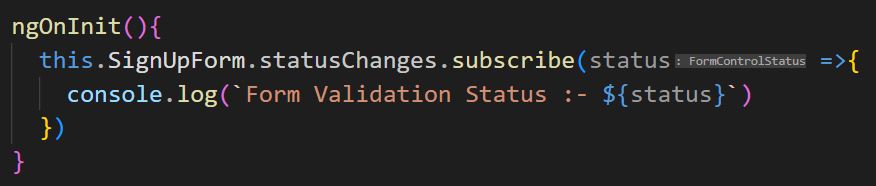 ngOnInit(){
this.SignUpForm.statusChanges.subscribe(status : FormControlStatus =>{
console.log(`Form Validation Status :- ${status}`)
})
}